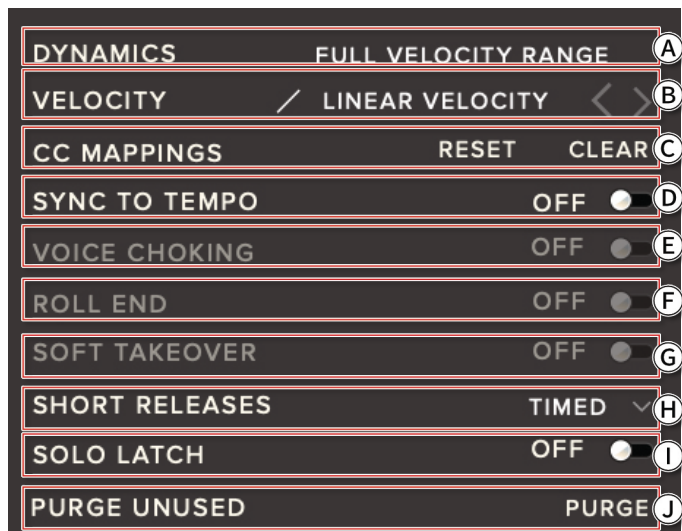 DYNAMICS FULL VELOCITY RANGE A
VELOCITY LINEAR VELOCITY B
CC MAPPINGS RESET CLEAR C
SYNC TO TEMPO OFF D
VOICE CHOKING OFF E
ROLL END OFF F
SOFT TAKEOVER OFF G
SHORT RELEASES TIMED H
SOLO LATCH OFF I
PURGE UNUSED PURGE J